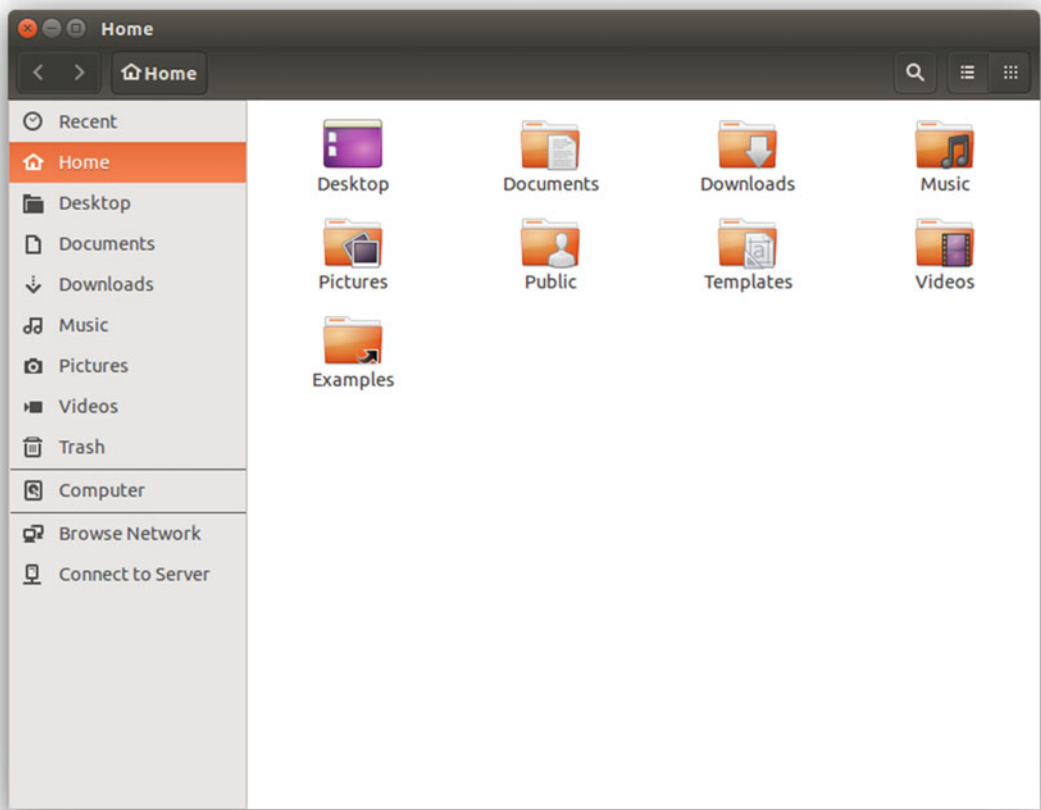 Home
Home
Recent
Home
Desktop
Documents
Downloads
Music
Pictures
Videos
Trash
Computer
Browse Network
Connect to Server
Desktop Documents Downloads Music
Pictures Public Templates Videos
Examples